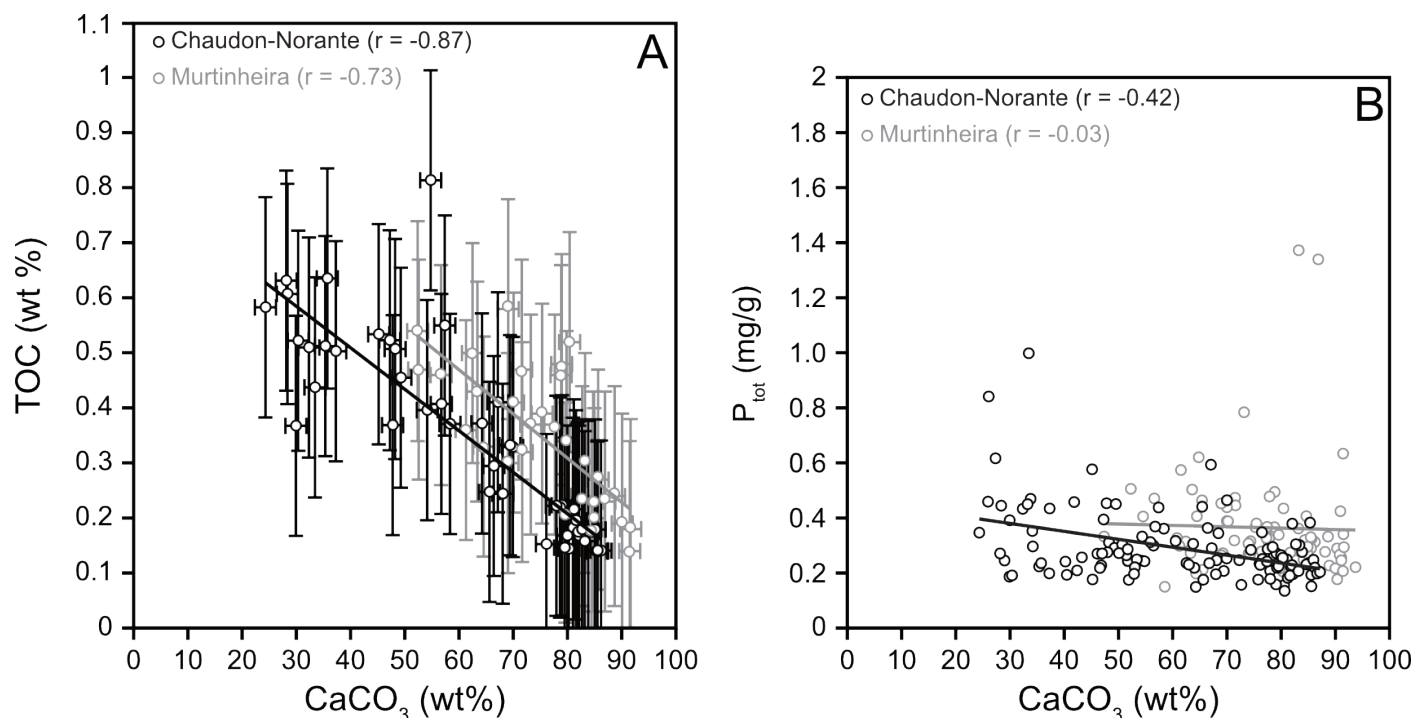 A
Chaudon-Norante (r = -0.87)
Murtinheira (r = -0.73)
TOC (wt %)
1.1
1
0.9
0.8
0.7
0.6
0.5
0.4
0.3
0.2
0.1
0
0 10 20 30 40 50 60 70 80 90 100
CaCO3 (wt%)
B
Chaudon-Norante (r = -0.42)
Murtinheira (r = -0.03)
Ptot (mg/g)
2
1.8
1.6
1.4
1.2
1.0
0.8
0.6
0.4
0.2
0
0 10 20 30 40 50 60 70 80 90 100
CaCO3 (wt%)